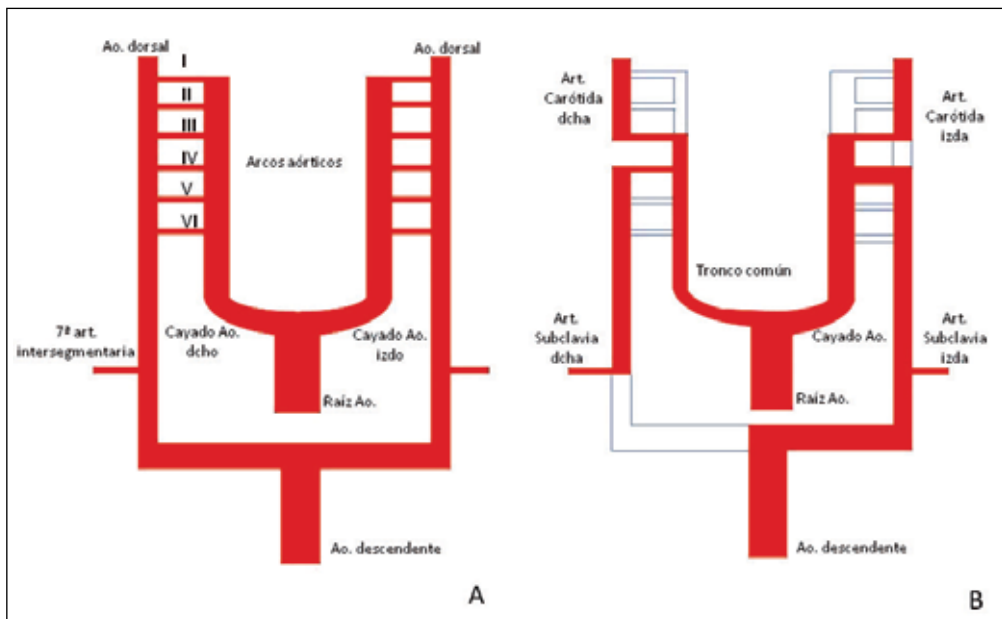 Ao. dorsal
I
II
III
IV
V
VI
Ao. dorsal
Arcos aórticos
7ª art.
intersegmentaria
Cayado Ao.
dcho
Cayado Ao.
izdo
Raíz Ao.
Ao. descendente
A
Art.
Carótida
dcha
Art.
Carótida
izda
Tronco común
Art.
Subclavia
dcha
Cayado Ao.
Art.
Subclavia
izda
Raíz Ao.
Ao. descendente
B